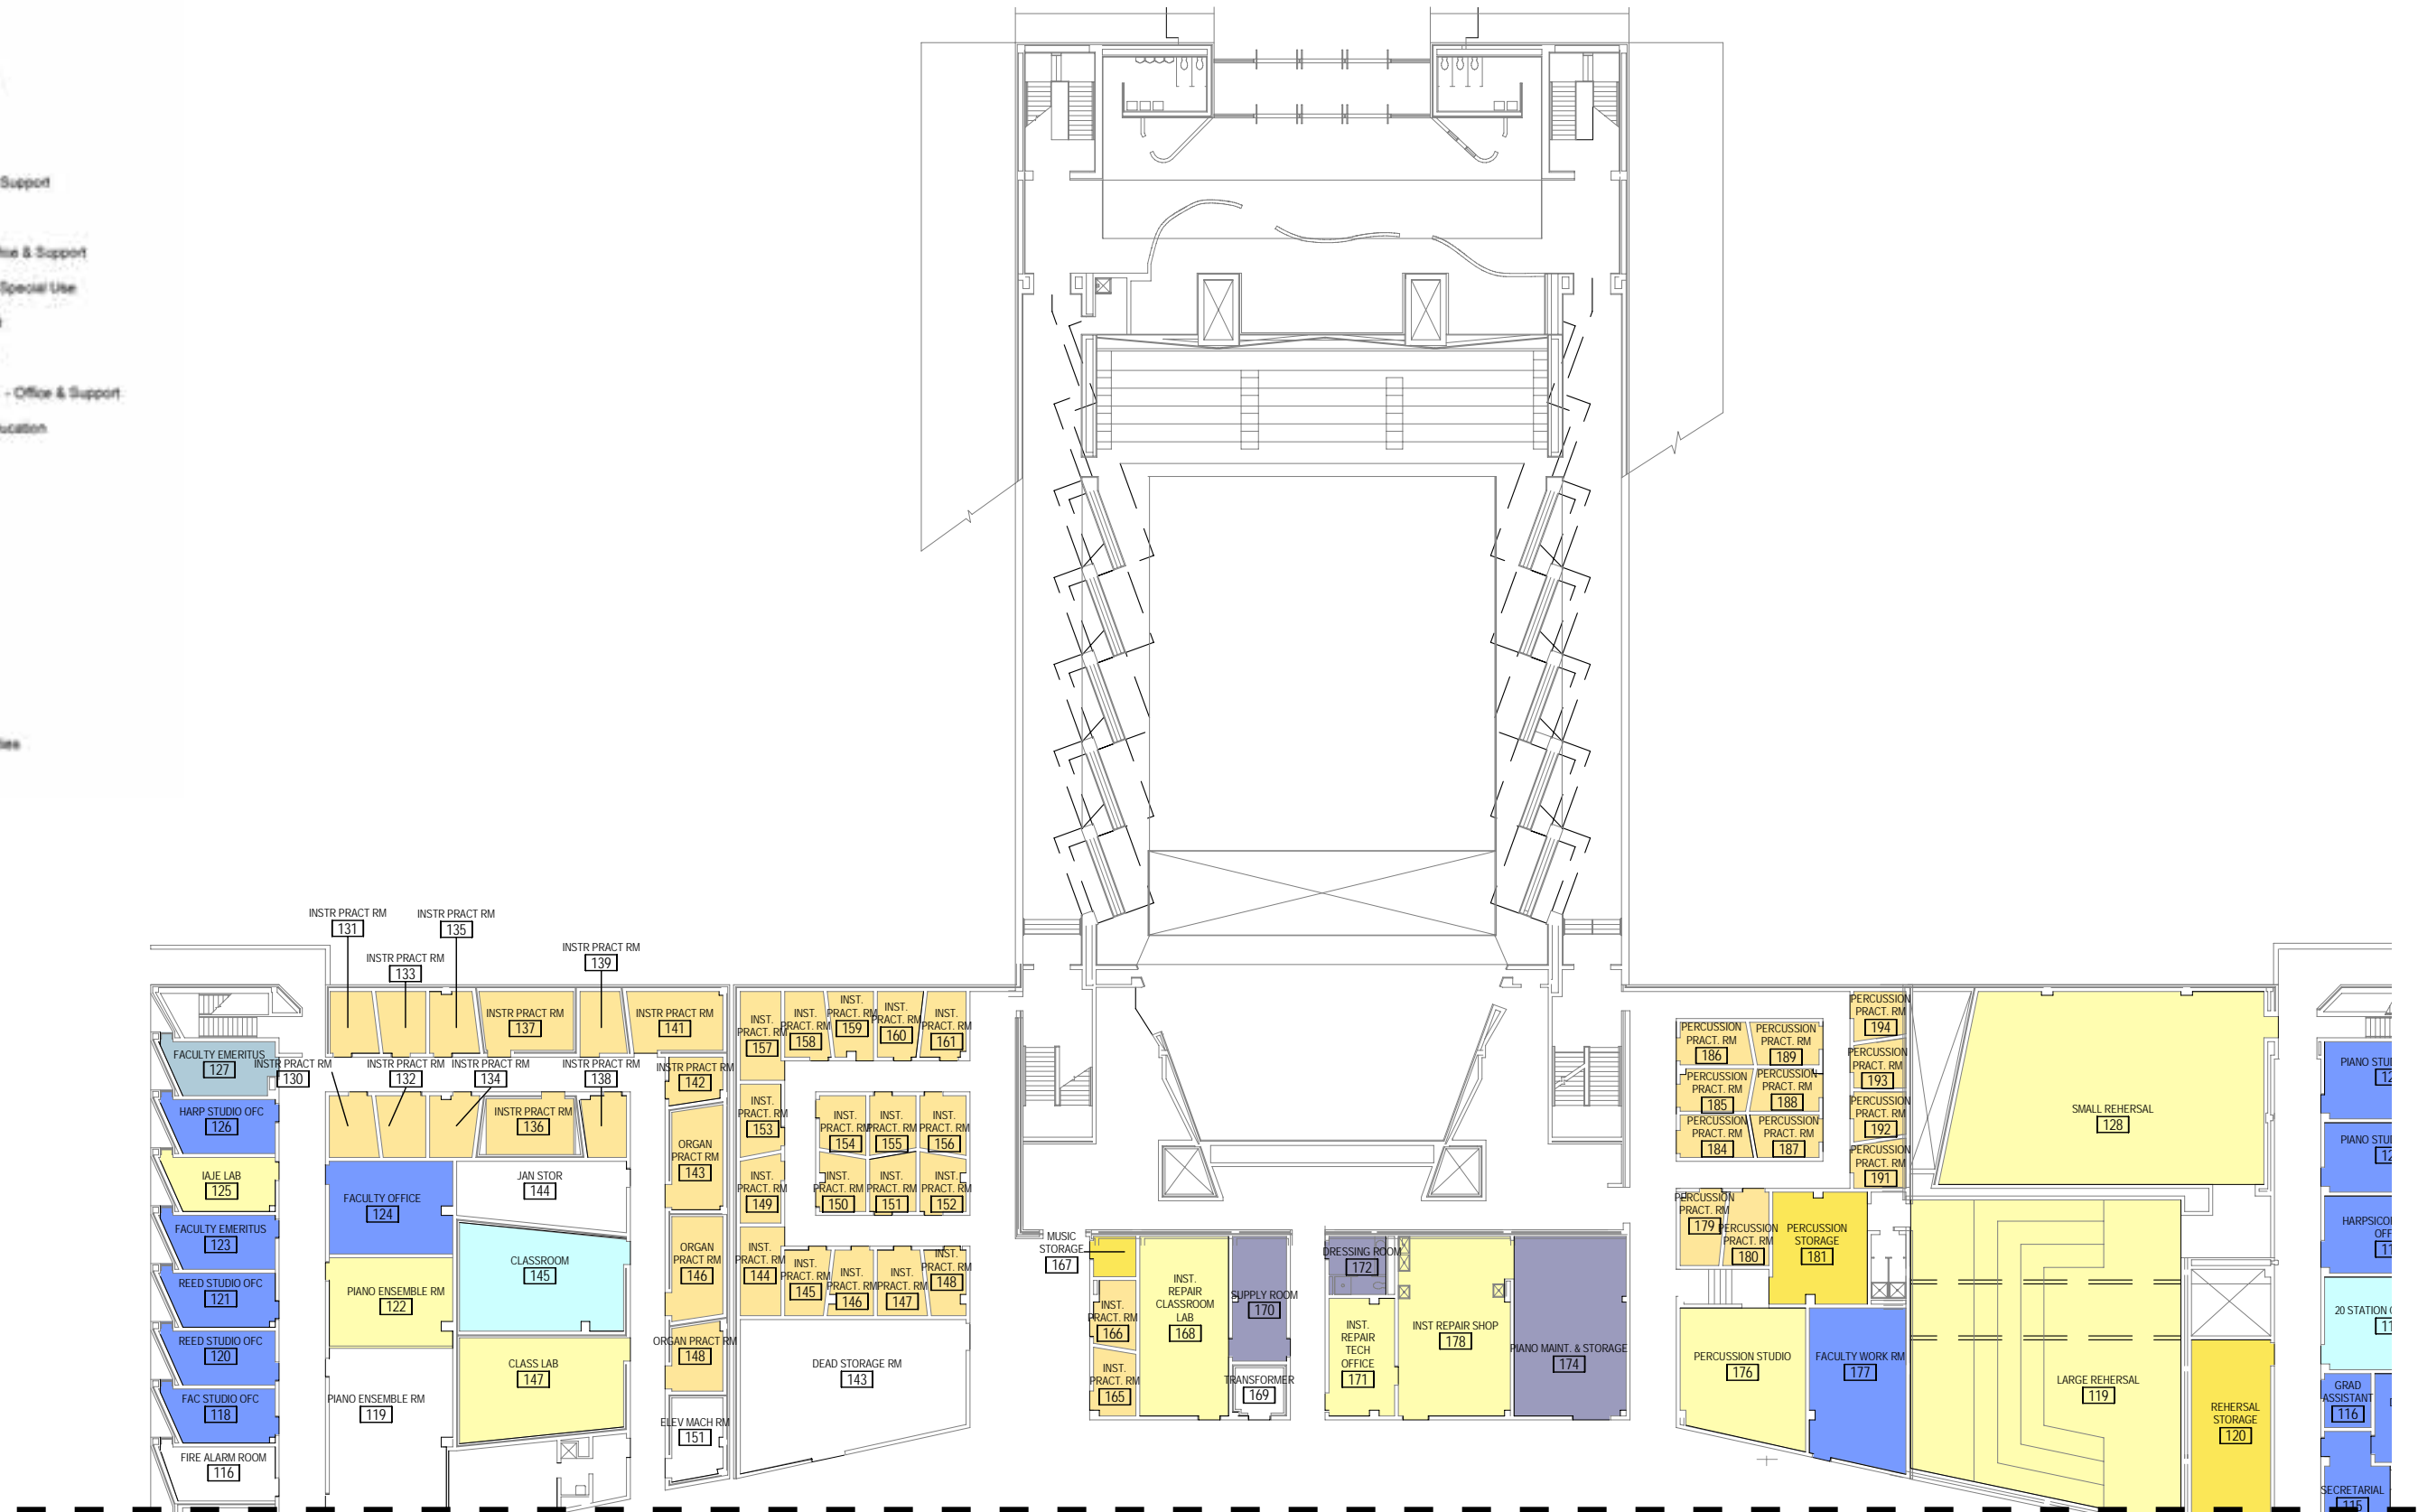 Support
& Support
Special Use
- Office & Support
INSTR PRACT RM
131
INSTR PRACT RM
135
INSTR PRACT RM
133
INSTR PRACT RM
139
INSTR PRACT RM
137
INSTR PRACT RM
141
FACULTY EMERITUS
127
INSTR PRACT RM
130
INSTR PRACT RM
132
INSTR PRACT RM
134
INSTR PRACT RM
138
INSTR PRACT RM
142
HARP STUDIO OFC
126
INSTR PRACT RM
136
ORGAN
PRACT RM
143
IAJE LAB
125
JAN STOR
144
FACULTY OFFICE
124
FACULTY EMERITUS
123
CLASSROOM
145
ORGAN
PRACT RM
146
REED STUDIO OFC
121
PIANO ENSEMBLE RM
122
REED STUDIO OFC
120
ORGAN PRACT RM
148
CLASS LAB
147
FAC STUDIO OFC
118
PIANO ENSEMBLE RM
119
ELEV MACH RM
151
FIRE ALARM ROOM
116
INST.
PRACT. RM
157
INST.
PRACT. RM
158
INST.
PRACT. RM
159
INST.
PRACT. RM
160
INST.
PRACT. RM
161
INST.
PRACT. RM
153
INST.
PRACT. RM
154
INST.
PRACT. RM
155
INST.
PRACT. RM
156
INST.
PRACT. RM
149
INST.
PRACT. RM
150
INST.
PRACT. RM
151
INST.
PRACT. RM
152
INST.
PRACT. RM
144
INST.
PRACT. RM
145
INST.
PRACT. RM
146
INST.
PRACT. RM
147
INST.
PRACT. RM
148
DEAD STORAGE RM
143
MUSIC
STORAGE
167
INST.
PRACT. RM
166
INST.
PRACT. RM
165
INST.
REPAIR
CLASSROOM
LAB
168
SUPPLY ROOM
170
TRANSFORMER
169
DRESSING ROOM
172
INST.
REPAIR
TECH
OFFICE
171
INST REPAIR SHOP
178
PIANO MAINT. & STORAGE
174
PERCUSSION
PRACT. RM
186
PERCUSSION
PRACT. RM
189
PERCUSSION
PRACT. RM
194
PERCUSSION
PRACT. RM
185
PERCUSSION
PRACT. RM
188
PERCUSSION
PRACT. RM
193
PERCUSSION
PRACT. RM
184
PERCUSSION
PRACT. RM
187
PERCUSSION
PRACT. RM
192
PERCUSSION
PRACT. RM
191
PERCUSSION
PRACT. RM
179
PERCUSSION
PRACT. RM
180
PERCUSSION
STORAGE
181
PERCUSSION STUDIO
176
FACULTY WORK RM
177
SMALL REHERSAL
128
LARGE REHERSAL
119
REHERSAL
STORAGE
120
PIANO
PIANO
20 STATION
GRAD
ASSISTANT
116
SECRETARIAL
115